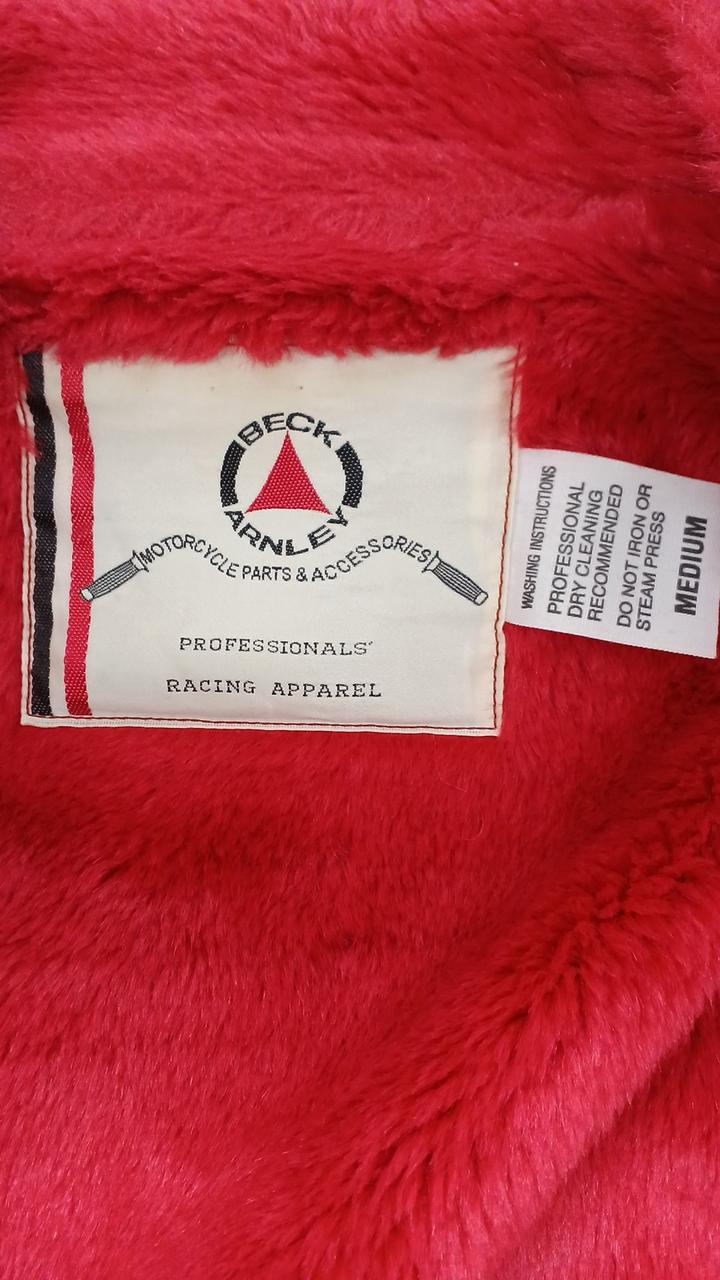 BECK
ARNLEY
MOTORCYCLE PARTS & ACCESSORIES
PROFESSIONALS'
RACING APPAREL
WASHING INSTRUCTIONS
PROFESSIONAL
DRY CLEANING
RECOMMENDED
DO NOT IRON OR
STEAM PRESS
MEDIUM